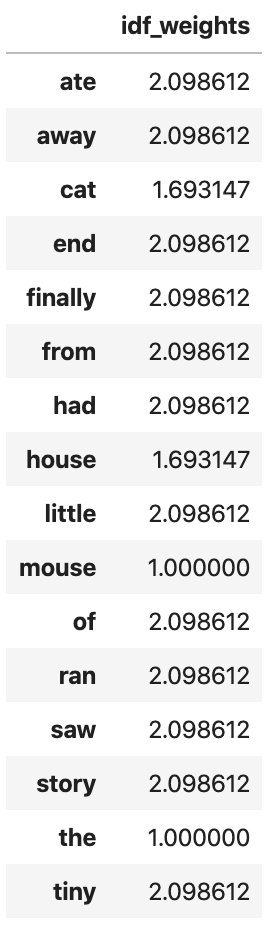 idf_weights
ate 2.098612
away 2.098612
cat 1.693147
end 2.098612
finally 2.098612
from 2.098612
had 2.098612
house 1.693147
little 2.098612
mouse 1.000000
of 2.098612
ran 2.098612
saw 2.098612
story 2.098612
the 1.000000
tiny 2.098612